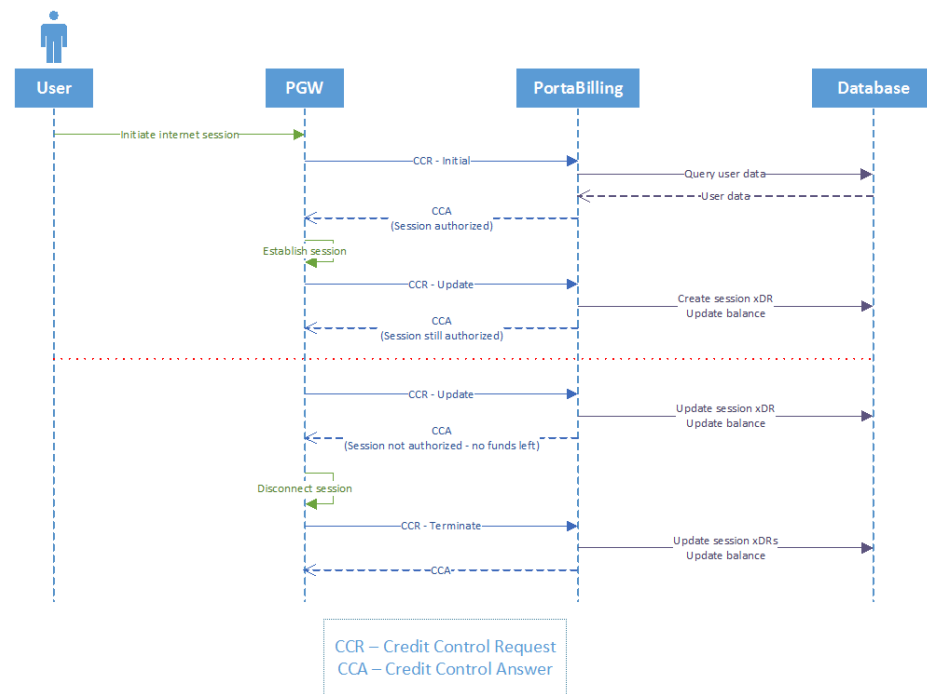 User
PGW
PortaBilling
Database
Initiate internet session
CCR - Initial
Query user data
User data
CCA
(Session authorized)
Establish session
CCR - Update
Create session xDR
Update balance
CCA
(Session still authorized)
CCR - Update
Update session xDR
Update balance
CCA
(Session not authorized - no funds left)
Disconnect session
CCR - Terminate
Update session xDRs
Update balance
CCA
CCR – Credit Control Request
CCA – Credit Control Answer